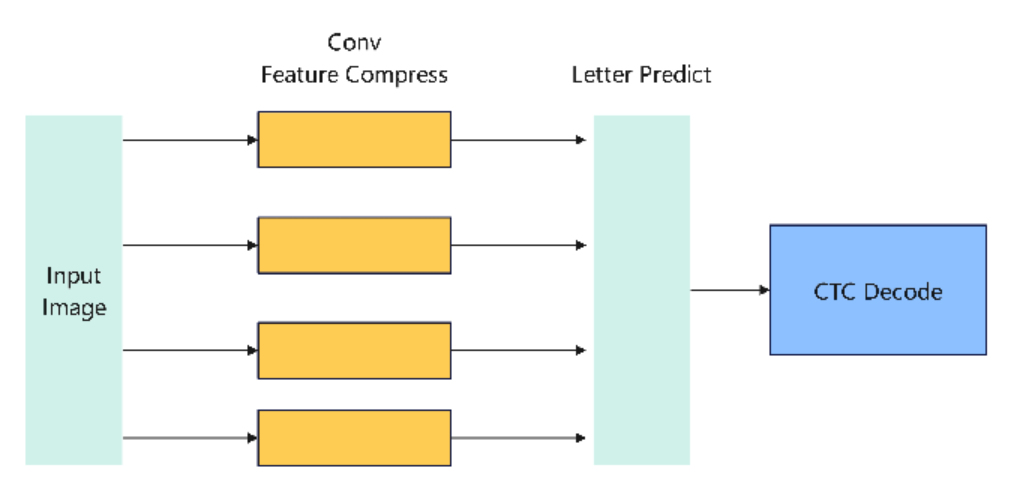 Conv
Feature Compress
Letter Predict
Input
Image
CTC Decode